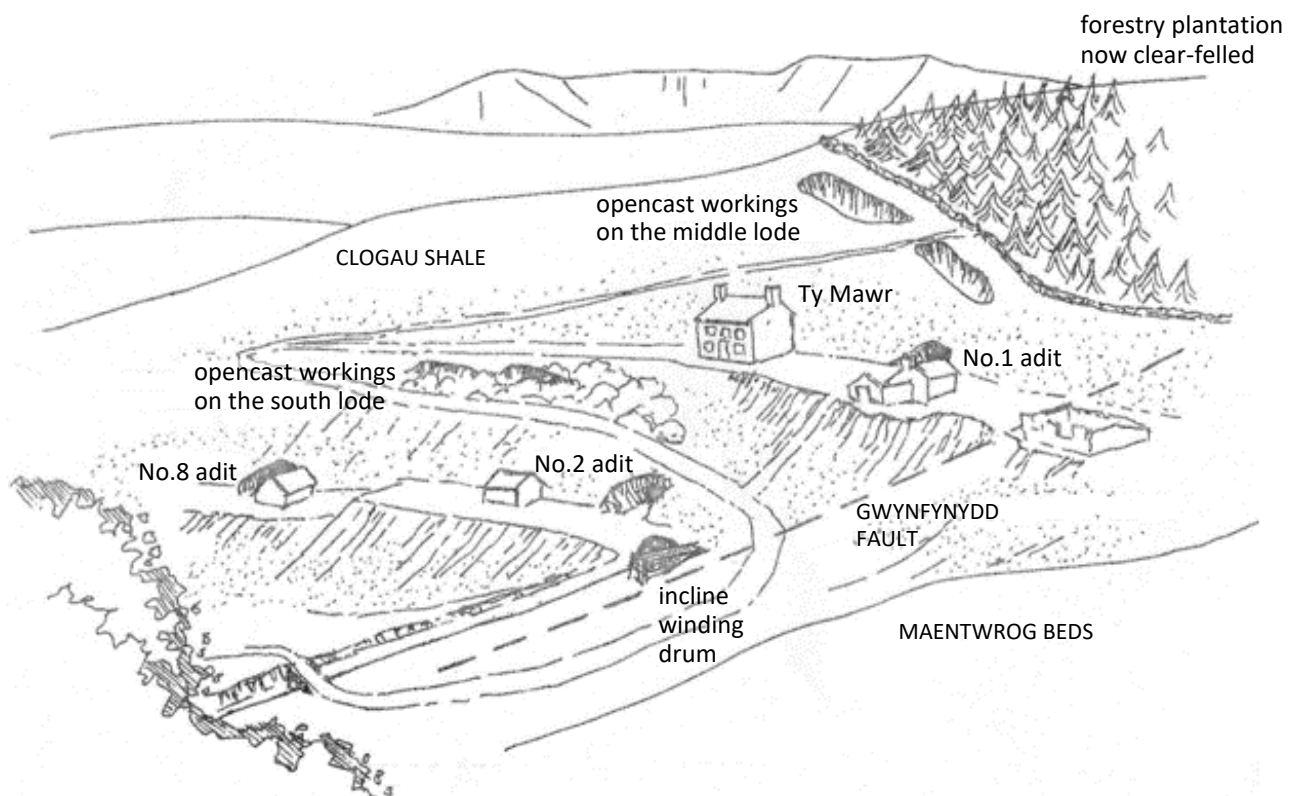 forestry plantation
now clear-felled
opencast workings
on the middle lode
CLOGAU SHALE
Ty Mawr
No.1 adit
opencast workings
on the south lode
No.8 adit
No.2 adit
GWYNFYNYDD
FAULT
incline
winding
drum
MAENTWROG BEDS